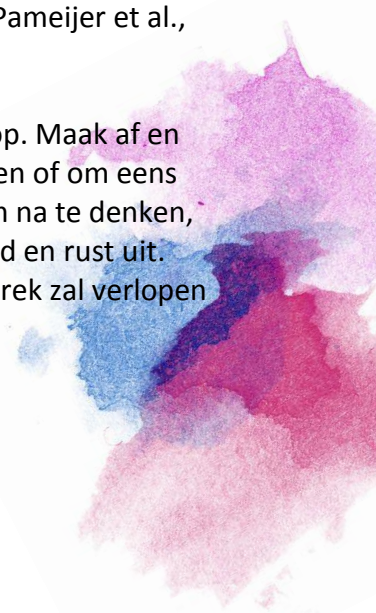 Pameijer et al.,
op. Maak af en
en of om eens
n na te denken,
d en rust uit.
rek zal verlopen